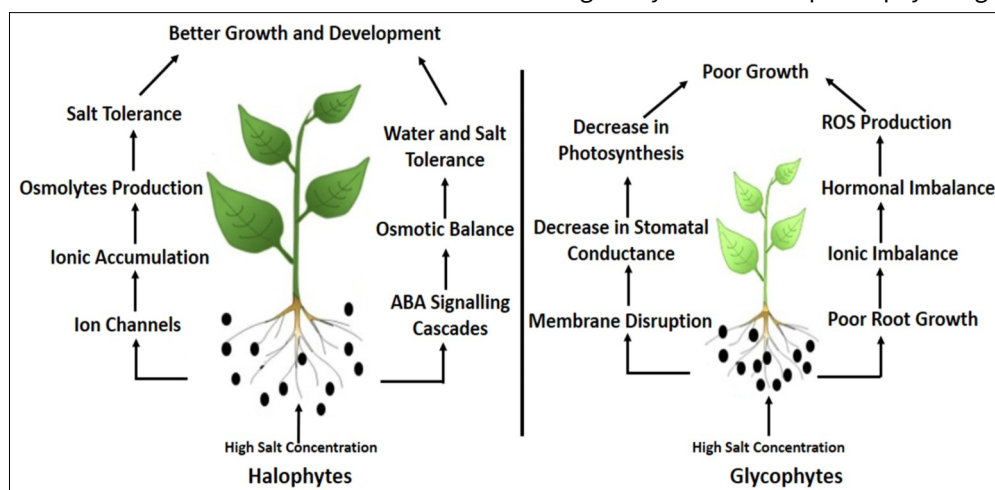 Better Growth and Development
Salt Tolerance
Osmolytes Production
Ionic Accumulation
Ion Channels
Water and Salt
Tolerance
Osmotic Balance
ABA Signalling
Cascades
High Salt Concentration
Halophytes
Poor Growth
Decrease in
Photosynthesis
Decrease in Stomatal
Conductance
Membrane Disruption
ROS Production
Hormonal Imbalance
Ionic Imbalance
Poor Root Growth
High Salt Concentration
Glycophytes